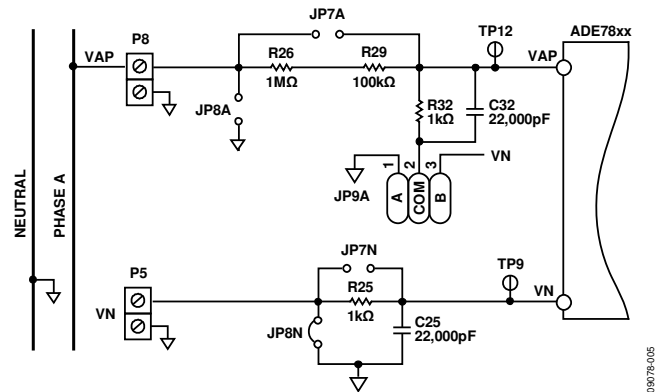 JP7A
P8
R26
R29
TP12
ADE78xx
VAP
VAP
1MΩ
100kΩ
JP8A
R32
1kΩ
C32
22,000pF
1
2
3
VN
JP9A
A
COM
B
NEUTRAL
PHASE A
JP7N
P5
TP9
R25
VN
VN
1kΩ
JP8N
C25
22,000pF
09078-005